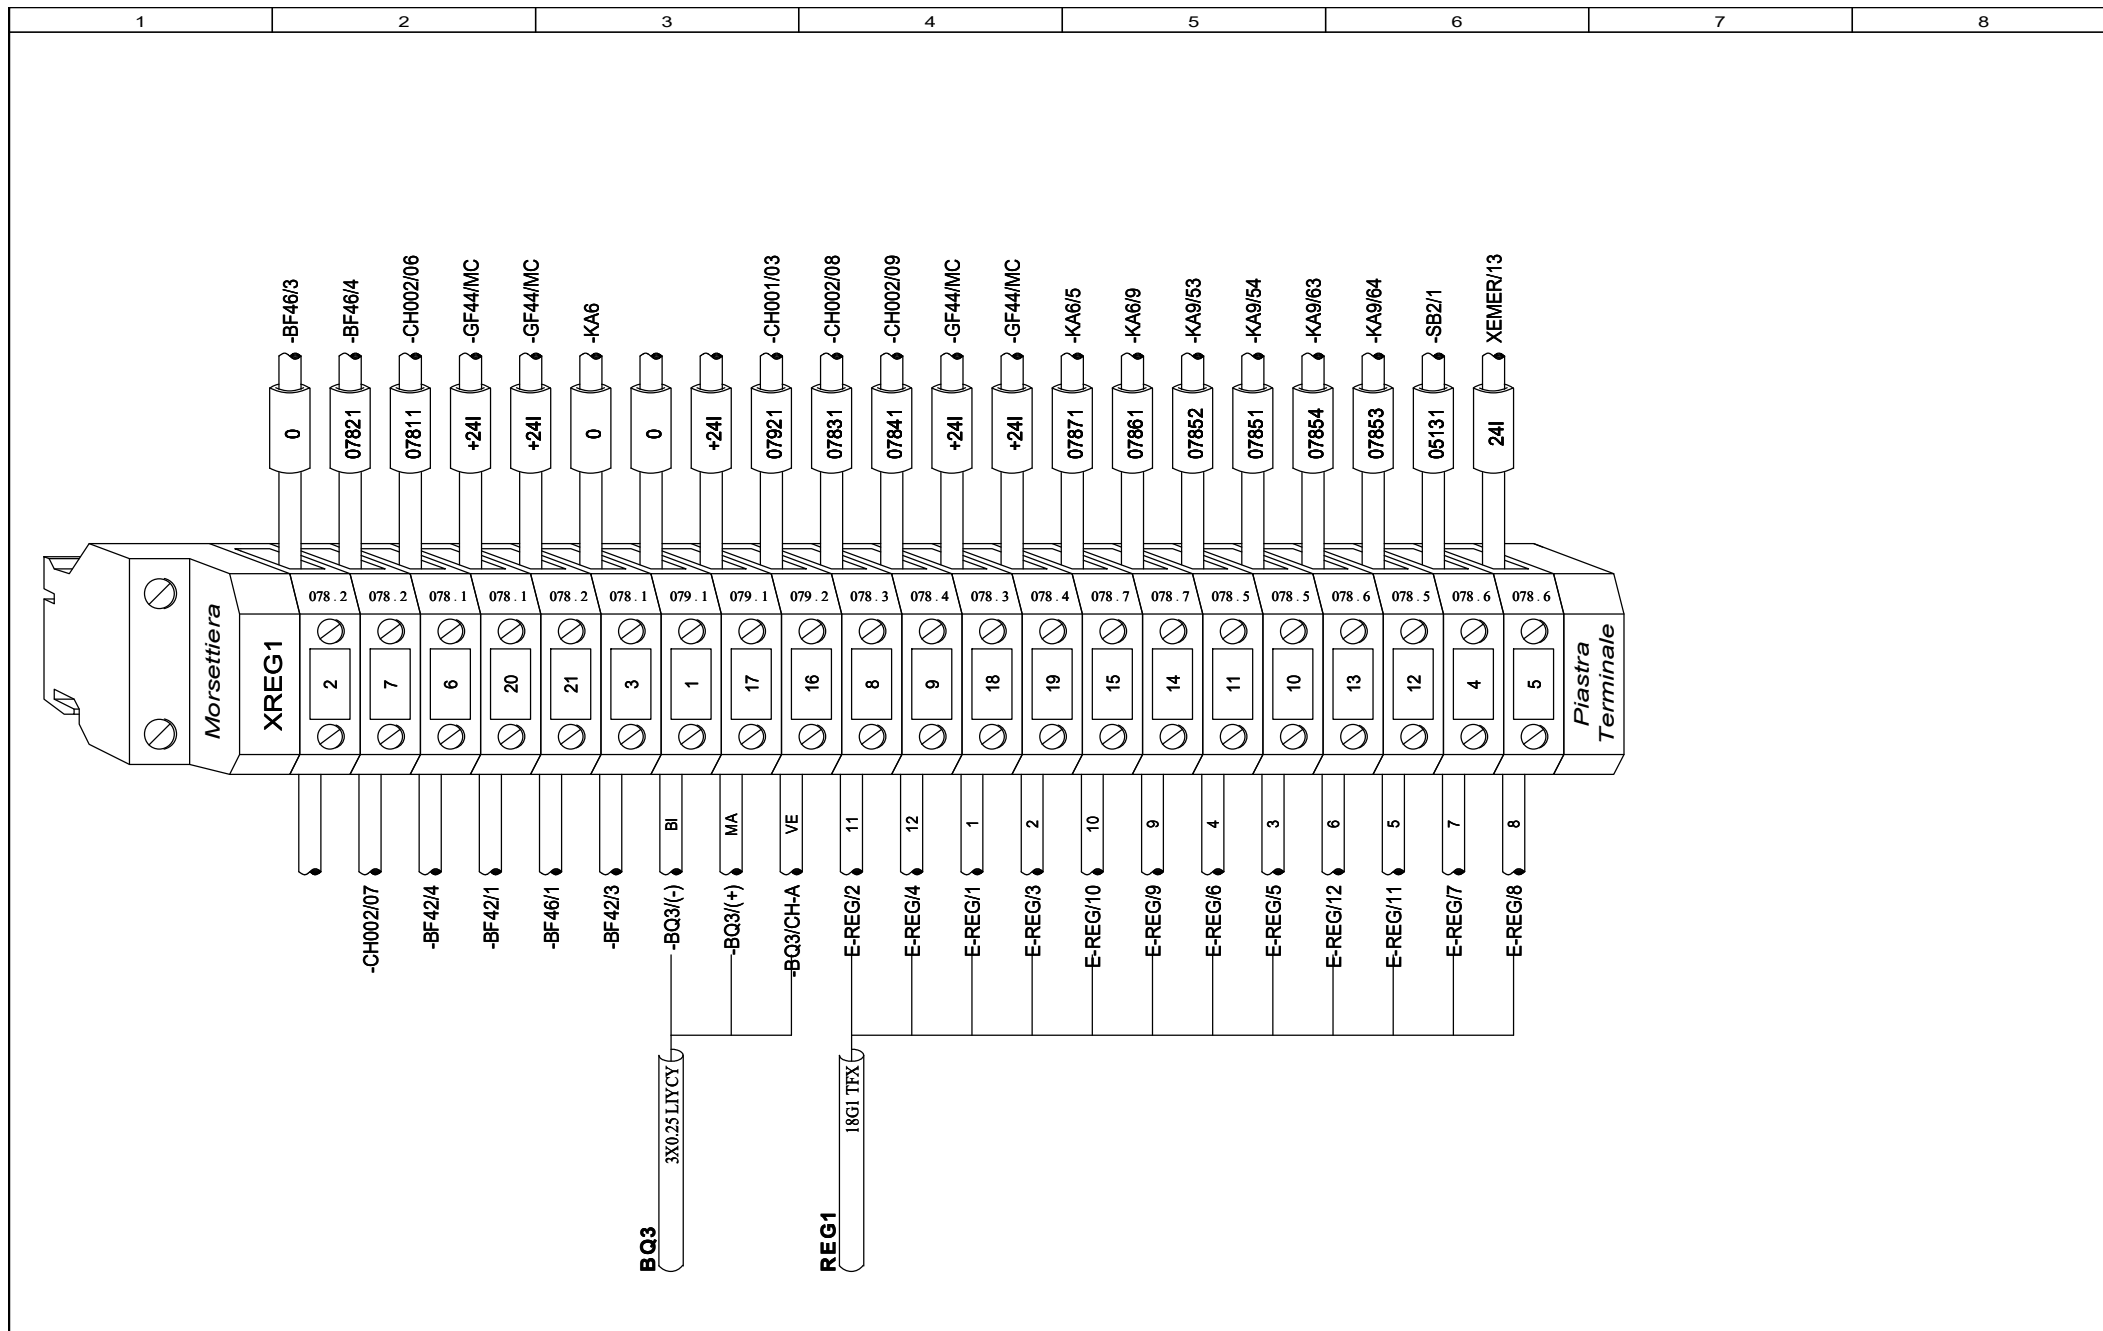 1 2 3 4 5 6 7 8
-BF46/3 -BF46/4 -CH002/06 -GF44/MC -GF44/MC -KA6 -CH001/03 -CH002/08 -CH002/09 -GF44/MC -GF44/MC -KA6/5 -KA6/9 -KA9/53 -KA9/54 -KA9/63 -KA9/64 -SB2/1 XEMER/13
0 07821 07811 +24I +24I 0 0 +24I 07921 07831 07841 +24I +24I 07871 07861 07852 07851 07854 07853 05131 24I
078.2 078.2 078.1 078.1 078.2 078.1 079.1 079.1 079.2 078.3 078.4 078.3 078.4 078.7 078.7 078.5 078.5 078.6 078.5 078.6 078.6
Morsettiera
XREG1
2 7 6 20 21 3 1 17 16 8 9 18 19 15 14 11 10 13 12 4 5
Piastra
Terminale
BI MA VE 11 12 1 2 10 9 4 3 6 5 7 8
-CH002/07 -BF42/4 -BF42/1 -BF46/1 -BF42/3 -BQ3/(-) -BQ3/(+) -BQ3/CH-A E-REG/2 E-REG/4 E-REG/1 E-REG/3 E-REG/10 E-REG/9 E-REG/6 E-REG/5 E-REG/12 E-REG/11 E-REG/7 E-REG/8
3X0.25 LIYCY
BQ3
18G1 TFX
REG1